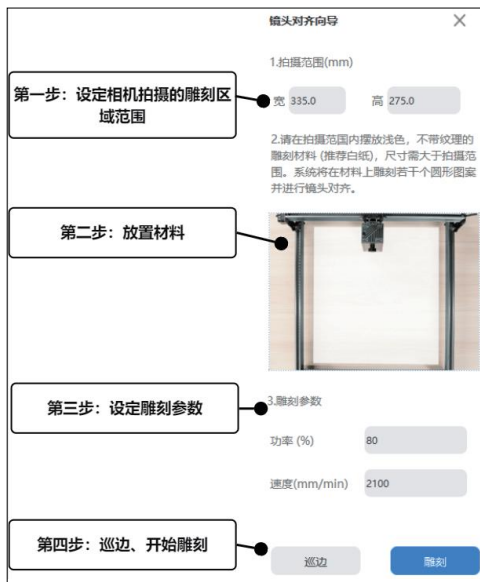 镜头对齐向导
1.拍摄范围(mm)
第一步：设定相机拍摄的雕刻区
域范围
宽 335.0 高 275.0
2.请在拍摄范围内摆放浅色，不带纹理的
雕刻材料 (推荐白纸)，尺寸需大于拍摄范
围。系统将在材料上雕刻若干个圆形图案
并进行镜头对齐。
第二步：放置材料
第三步：设定雕刻参数
3.雕刻参数
功率 (%) 80
速度(mm/min) 2100
第四步：巡边、开始雕刻
巡边 雕刻